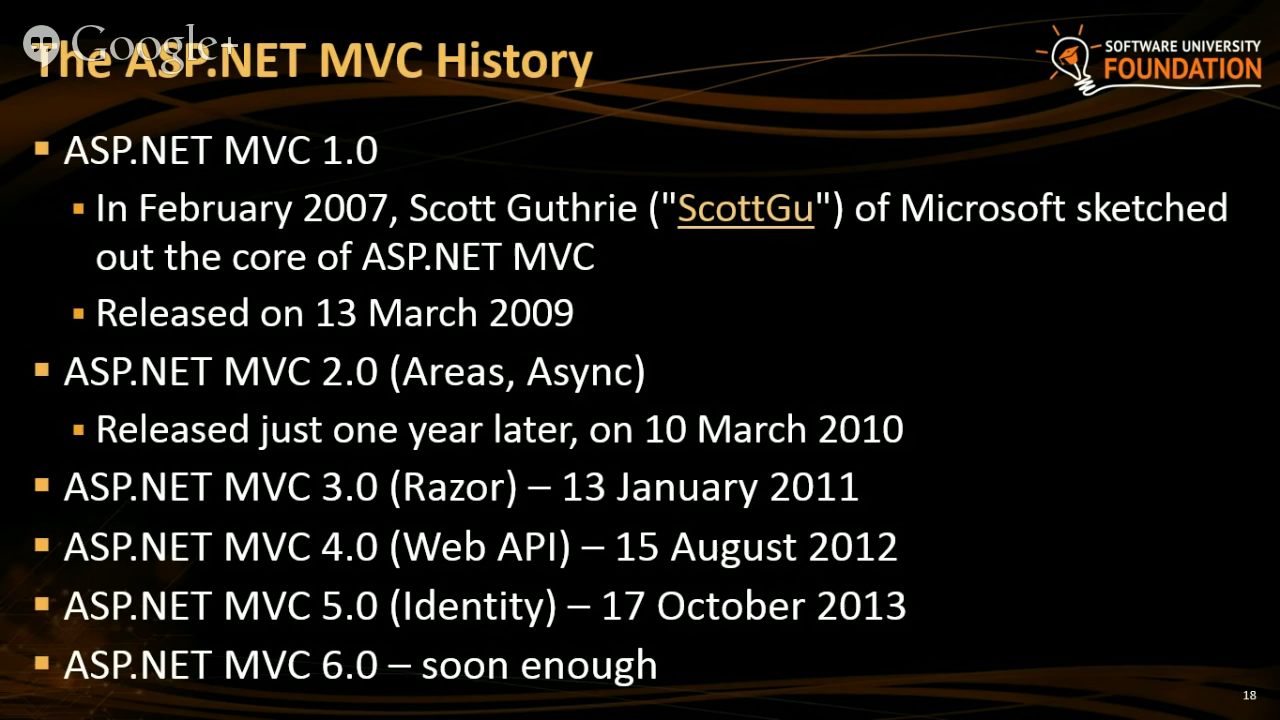 Google+
The ASP.NET MVC History
SOFTWARE UNIVERSITY
FOUNDATION
ASP.NET MVC 1.0
In February 2007, Scott Guthrie ("ScottGu") of Microsoft sketched
out the core of ASP.NET MVC
Released on 13 March 2009
ASP.NET MVC 2.0 (Areas, Async)
Released just one year later, on 10 March 2010
ASP.NET MVC 3.0 (Razor) – 13 January 2011
ASP.NET MVC 4.0 (Web API) – 15 August 2012
ASP.NET MVC 5.0 (Identity) – 17 October 2013
ASP.NET MVC 6.0 – soon enough
18